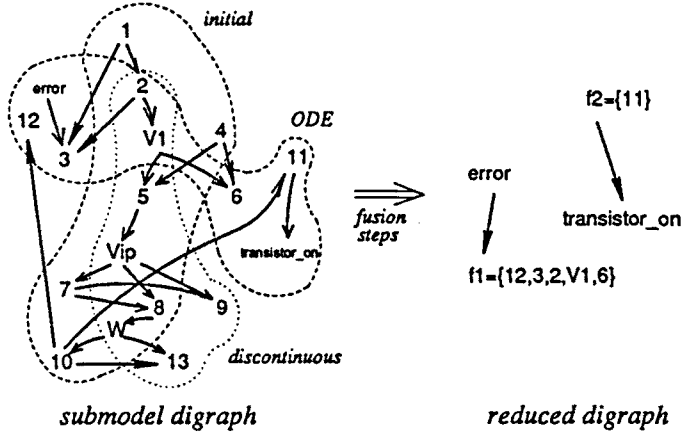 initial
1
error
2
12
3
V1
4
ODE
11
5
6
Vip
transistor_on
7
8
9
W
10
13
discontinuous
submodel digraph
fusion
steps
f2={11}
error
transistor_on
f1={12,3,2,V1,6}
reduced digraph